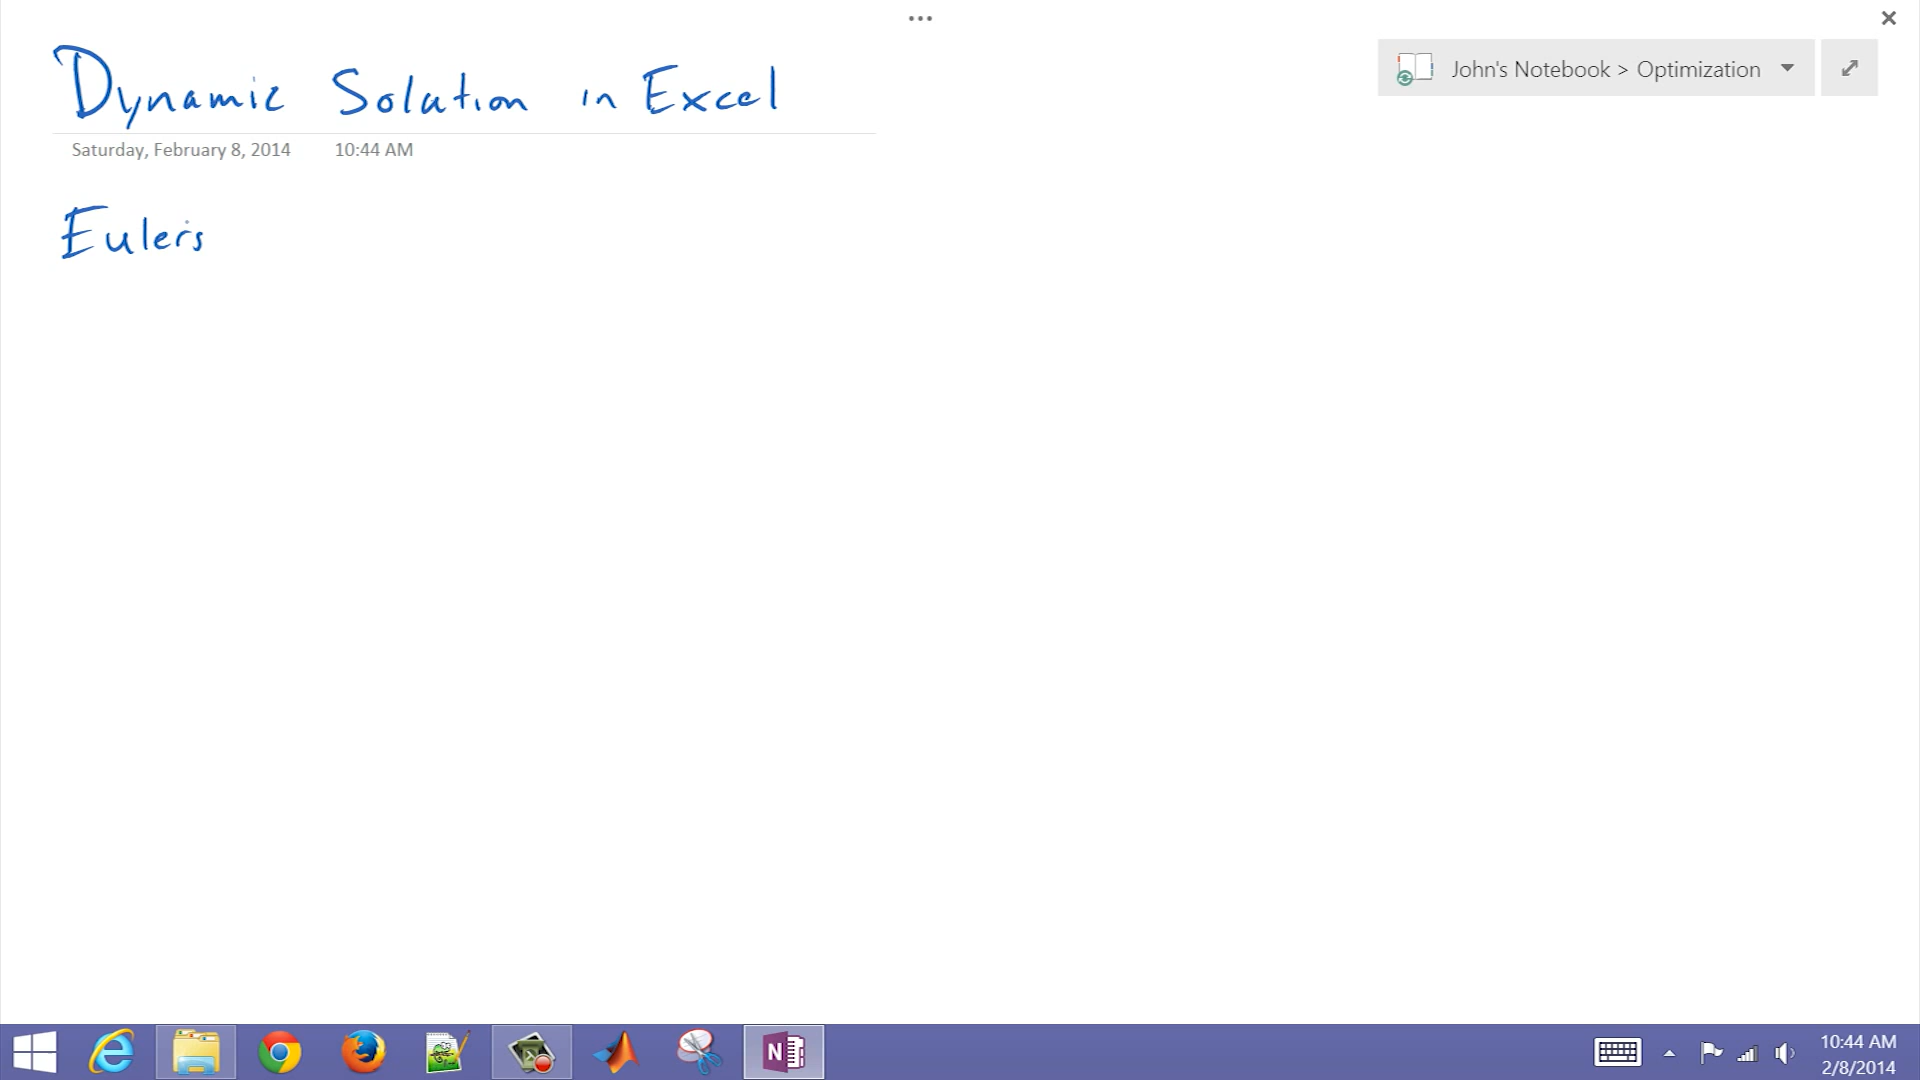 Dynamic Solution in Excel
John's Notebook > Optimization
Saturday, February 8, 2014 10:44 AM
Euler's
10:44 AM
2/8/2014